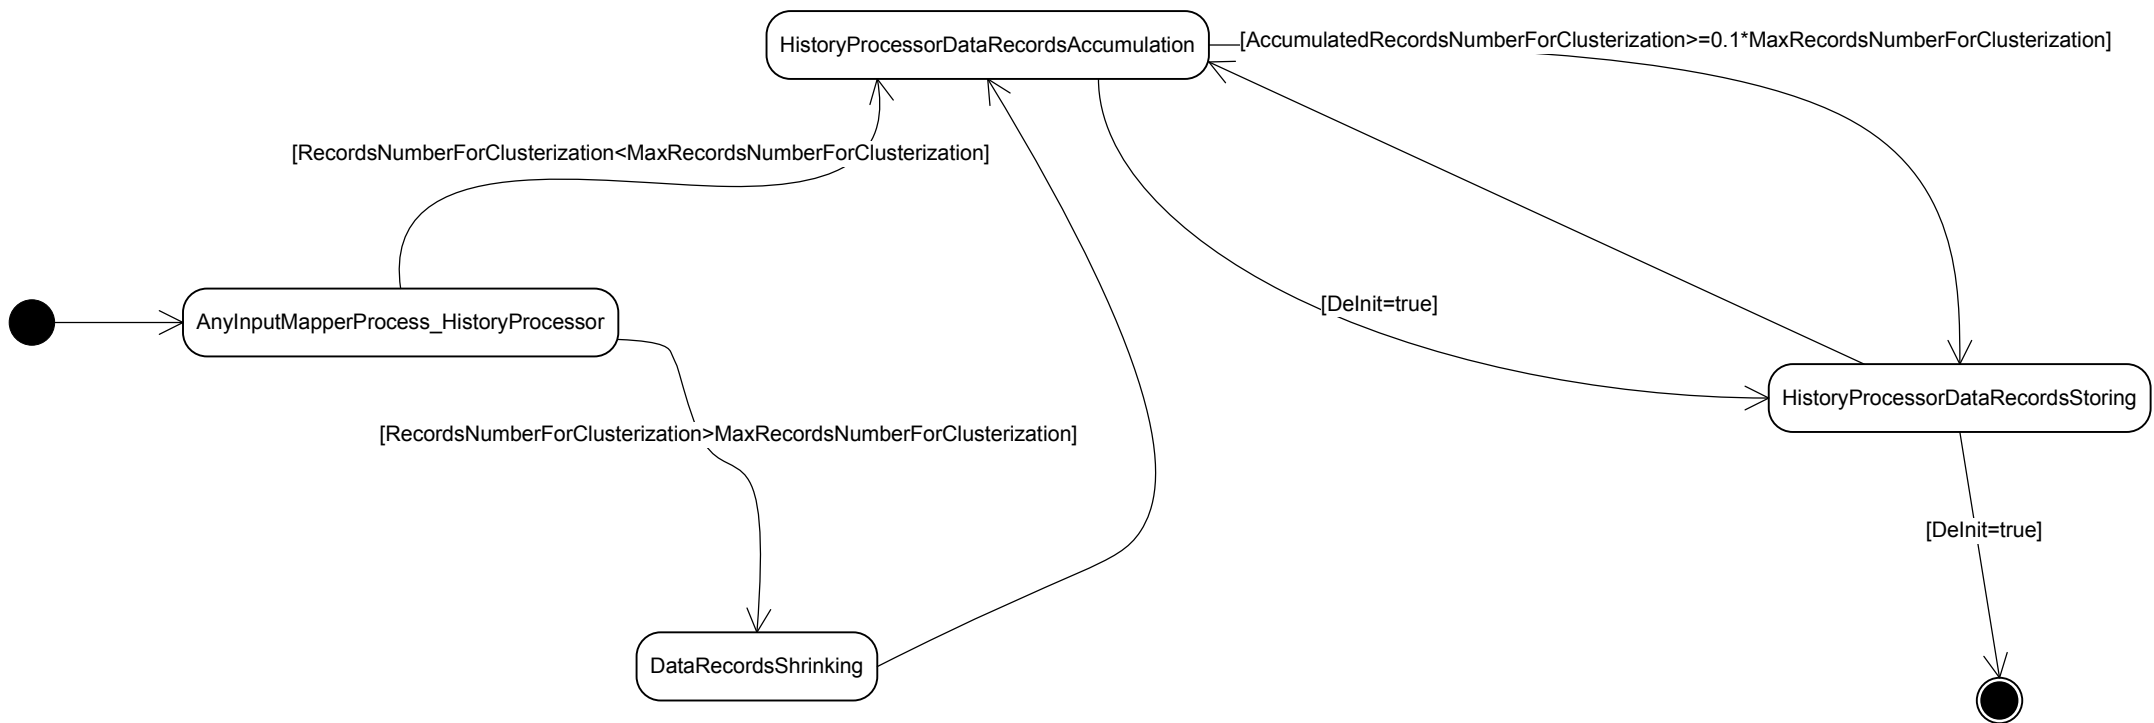 HistoryProcessorDataRecordsAccumulation
[AccumulatedRecordsNumberForClusterization>=0.1*MaxRecordsNumberForClusterization]
[RecordsNumberForClusterization<MaxRecordsNumberForClusterization]
[DeInit=true]
AnyInputMapperProcess_HistoryProcessor
HistoryProcessorDataRecordsStoring
[RecordsNumberForClusterization>MaxRecordsNumberForClusterization]
[DeInit=true]
DataRecordsShrinking